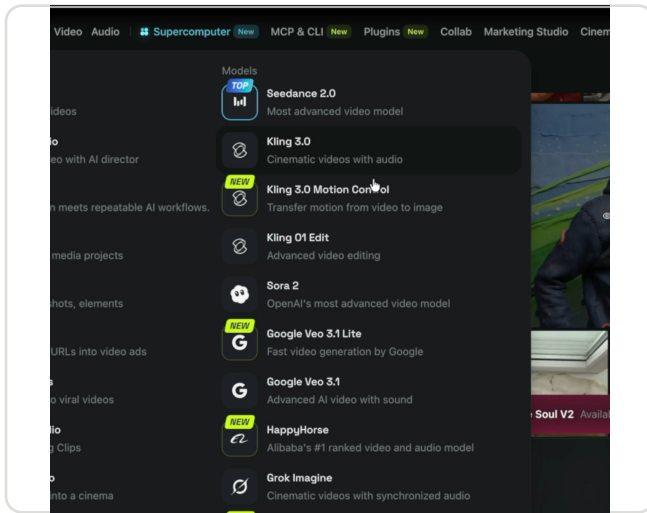 Video Audio Supercomputer New MCP & CLI New Plugins New Collab Marketing Studio Cinem
Models
TOP
Seedance 2.0
Most advanced video model
ideos
io
Kling 3.0
eo with AI director
Cinematic videos with audio
NEW
Kling 3.0 Motion Control
n meets repeatable AI workflows.
Transfer motion from video to image
Kling O1 Edit
media projects
Advanced video editing
Sora 2
shots, elements
OpenAI's most advanced video model
NEW
Google Veo 3.1 Lite
URLs into video ads
Fast video generation by Google
s
Google Veo 3.1
o viral videos
Advanced AI video with sound
Soul V2 Availal
NEW
dio
HappyHorse
g Clips
Alibaba's #1 ranked video and audio model
o
Grok Imagine
into a cinema
Cinematic videos with synchronized audio